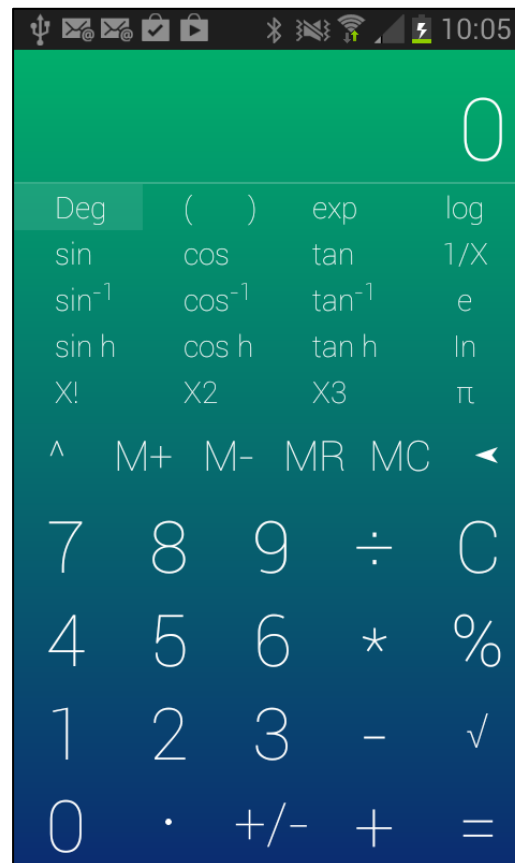 10:05
0
Deg ( ) exp log
sin cos tan 1/X
sin⁻¹ cos⁻¹ tan⁻¹ e
sin h cos h tan h In
X! X2 X3 π
^ M+ M- MR MC
7 8 9 ÷ C
4 5 6 * %
1 2 3 - √
0 . +/- + =